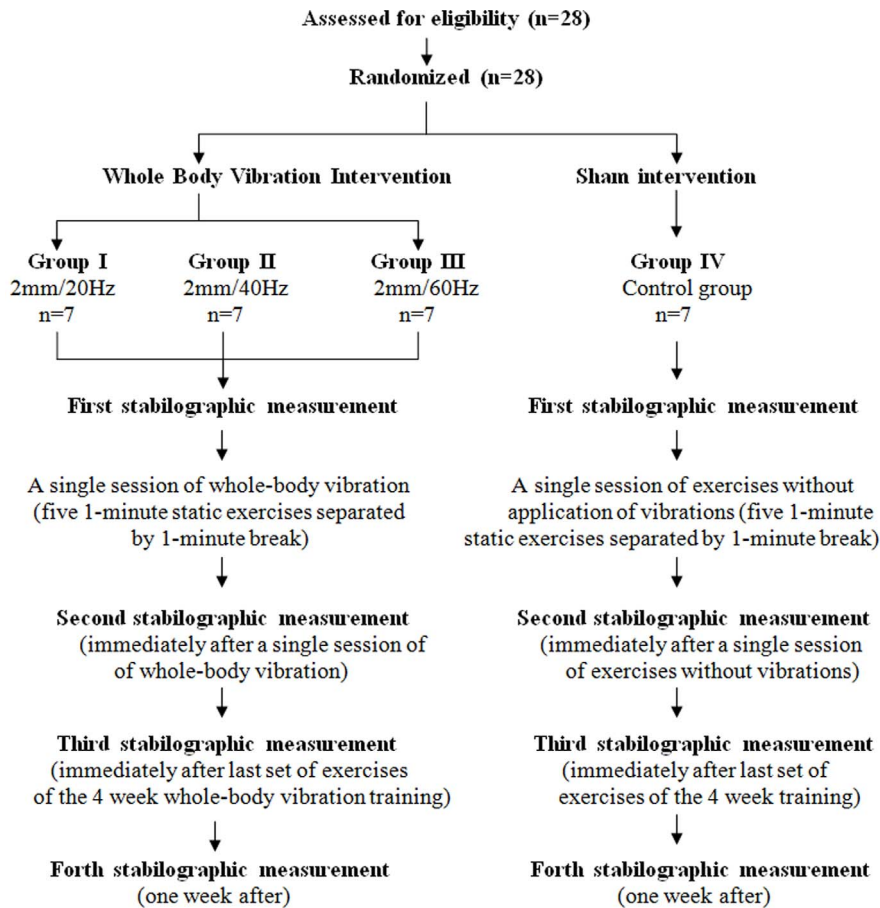 Assessed for eligibility (n=28)
Randomized (n=28)
Whole Body Vibration Intervention
Sham intervention
Group I
2mm/20Hz
n=7
Group II
2mm/40Hz
n=7
Group III
2mm/60Hz
n=7
Group IV
Control group
n=7
First stabilographic measurement
First stabilographic measurement
A single session of whole-body vibration
(five 1-minute static exercises separated
by 1-minute break)
A single session of exercises without
application of vibrations (five 1-minute
static exercises separated by 1-minute break)
Second stabilographic measurement
(immediately after a single session of
of whole-body vibration)
Second stabilographic measurement
(immediately after a single session
of exercises without vibrations)
Third stabilographic measurement
(immediately after last set of exercises
of the 4 week whole-body vibration training)
Third stabilographic measurement
(immediately after last set of
exercises of the 4 week training)
Forth stabilographic measurement
(one week after)
Forth stabilographic measurement
(one week after)